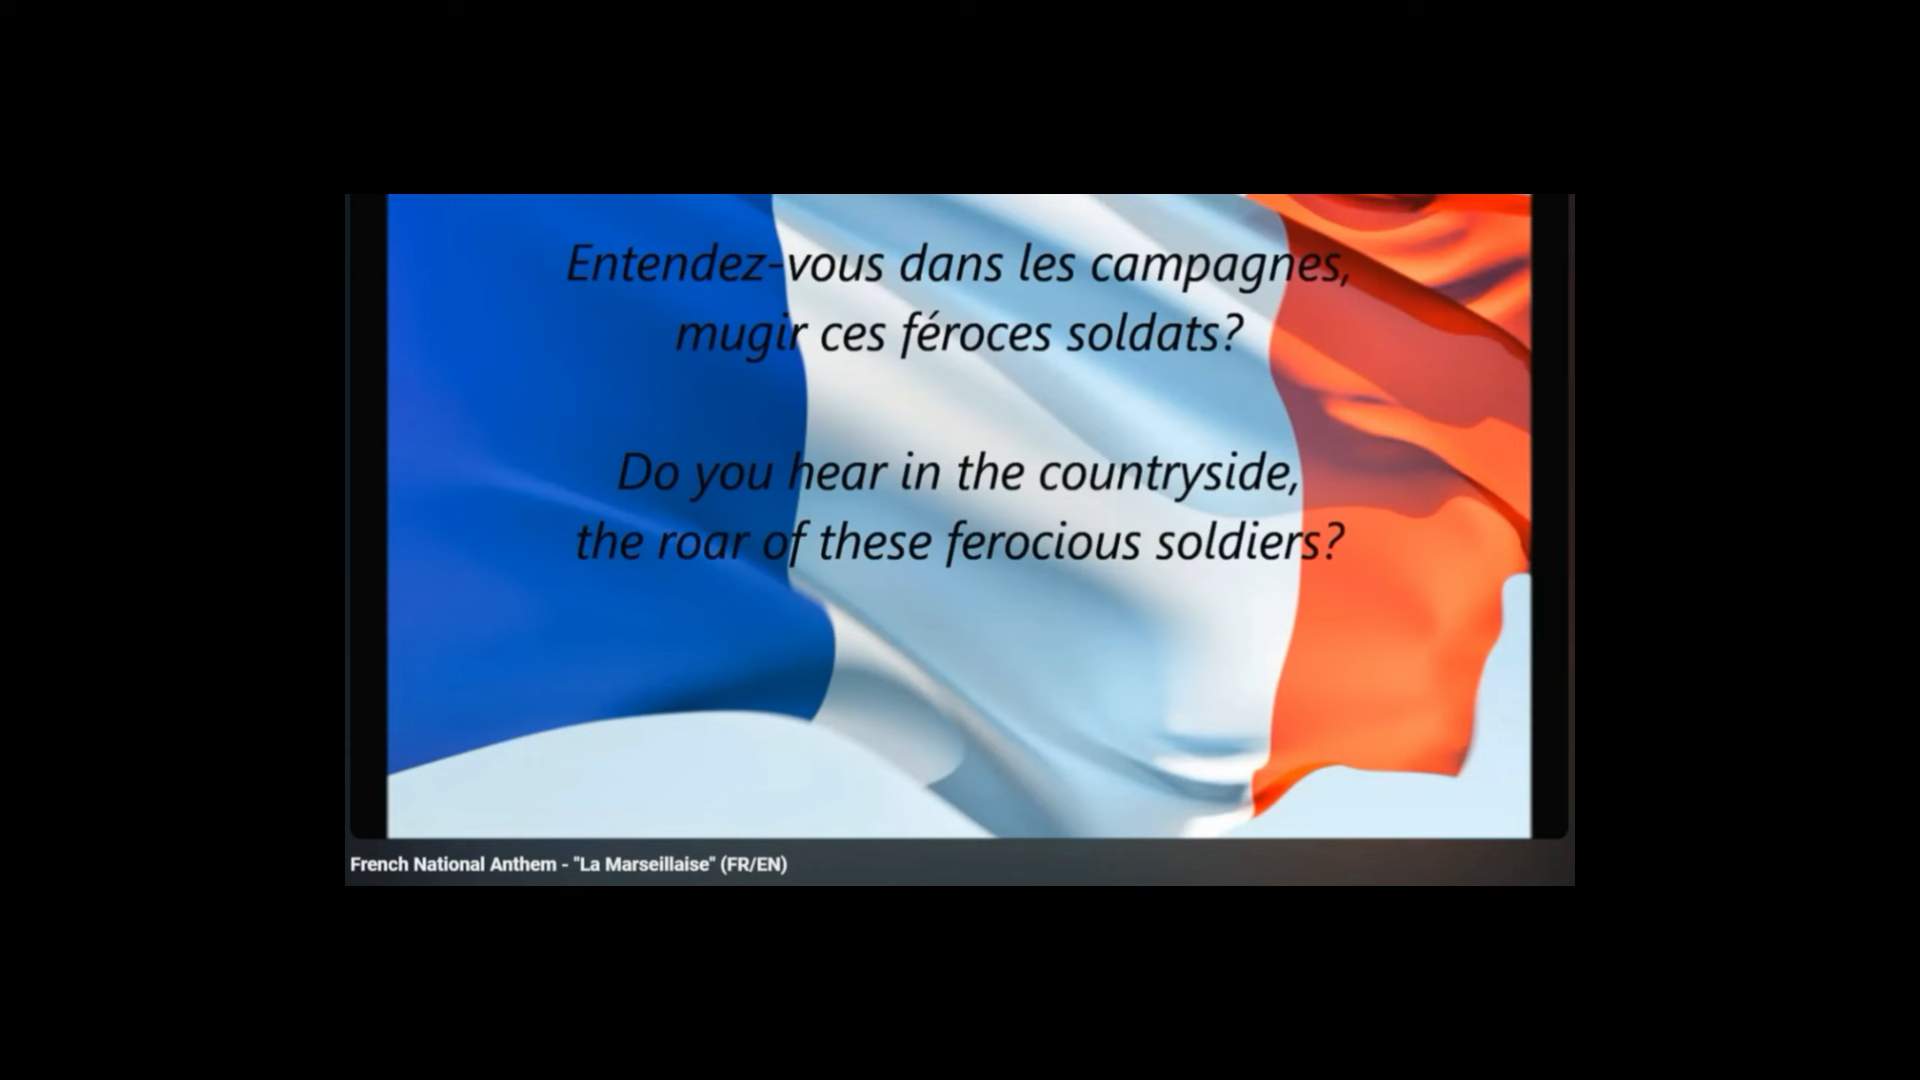 Entendez-vous dans les campagnes,
mugir ces féroces soldats?
Do you hear in the countryside,
the roar of these ferocious soldiers?
French National Anthem - "La Marseillaise" (FR/EN)